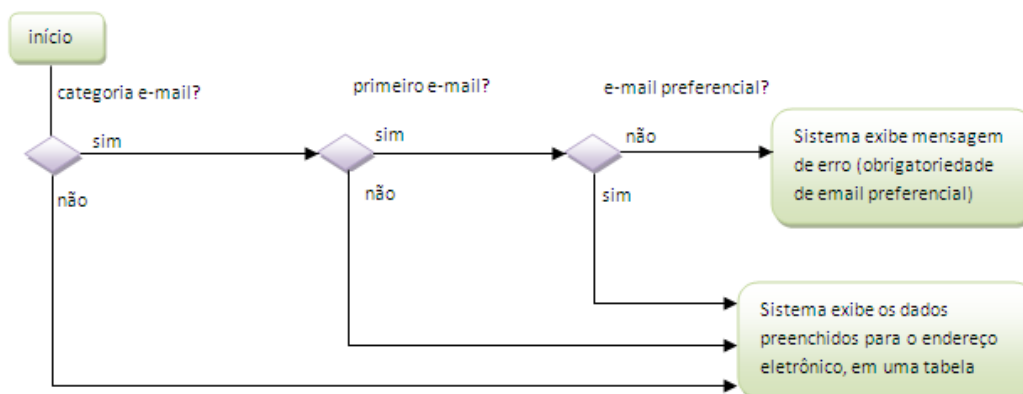 início
categoria e-mail?
primeiro e-mail?
e-mail preferencial?
sim
sim
não
não
não
sim
Sistema exibe mensagem
de erro (obrigatoriedade
de email preferencial)
Sistema exibe os dados
preenchidos para o endereço
eletrônico, em uma tabela